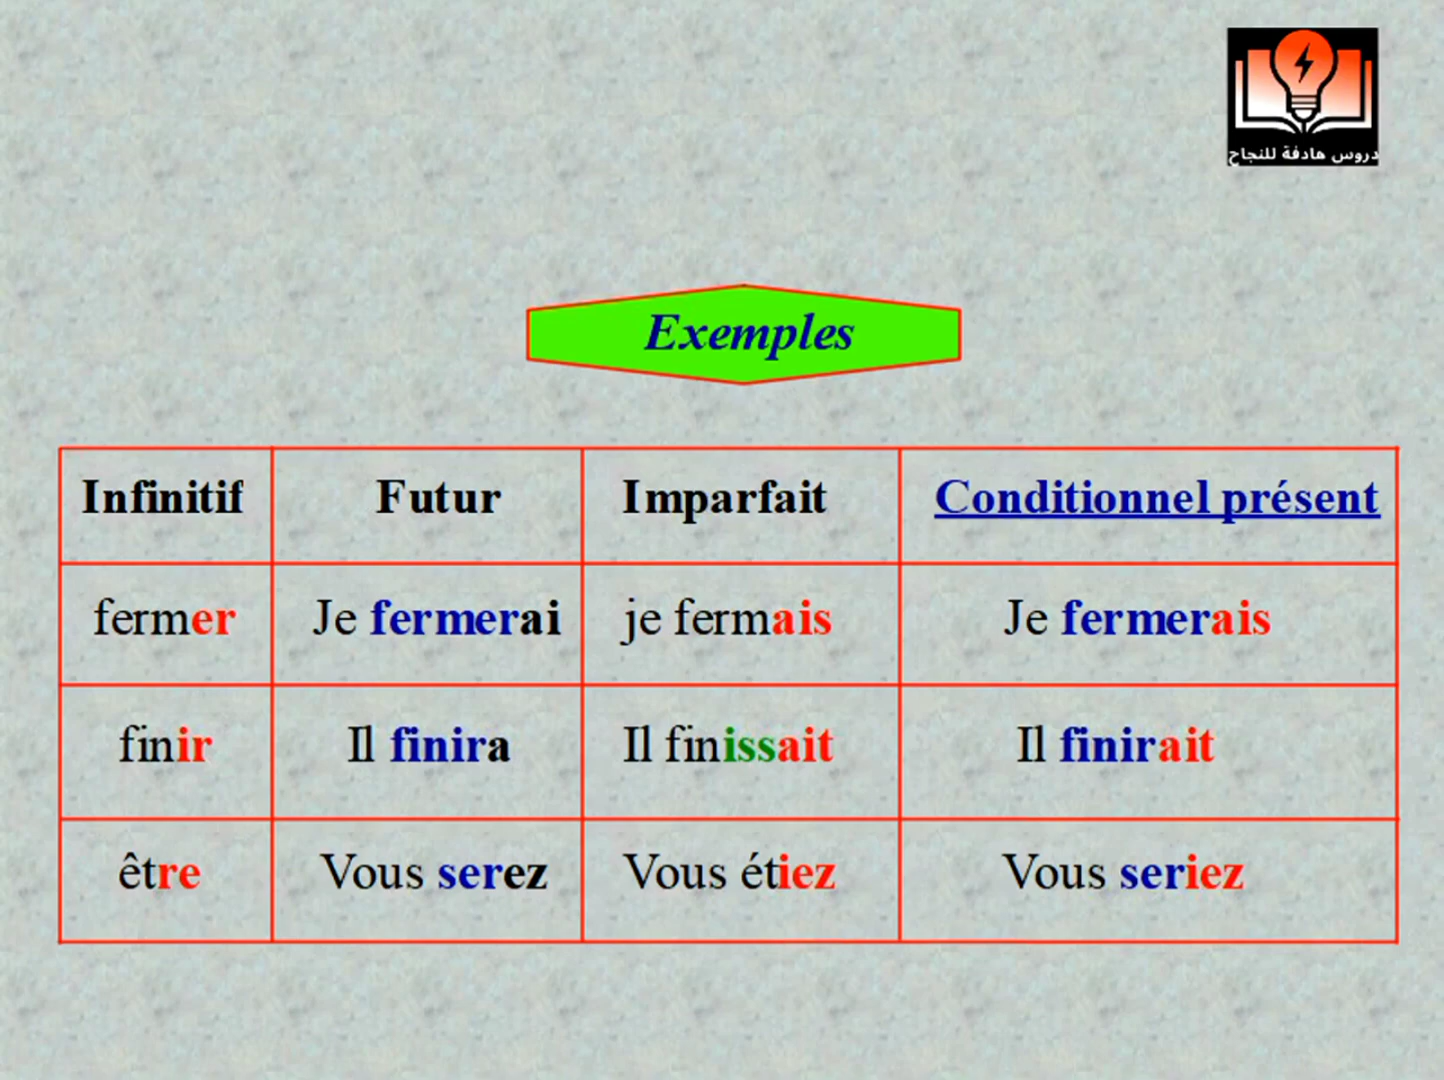 دروس هادفة للنجاح
Exemples
Infinitif Futur Imparfait Conditionnel présent
fermer Je fermerai je fermais Je fermerais
finir Il finira Il finissait Il finirait
être Vous serez Vous étiez Vous seriez